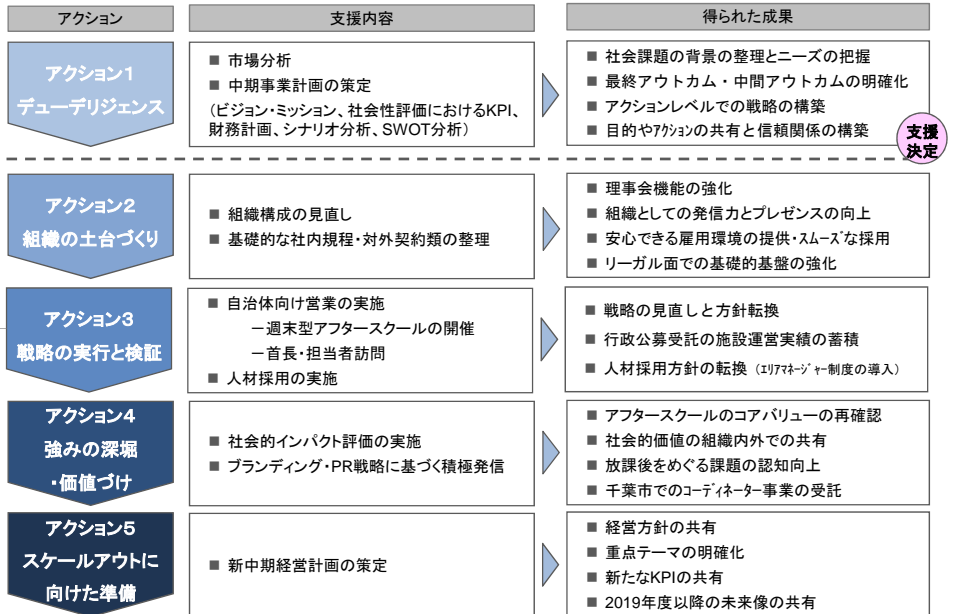 アクション
支援内容
得られた成果
アクション1
デューデリジェンス
■ 市場分析
■ 中期事業計画の策定
(ビジョン・ミッション、社会性評価におけるKPI、
財務計画、シナリオ分析、SWOT分析)
■ 社会課題の背景の整理とニーズの把握
■ 最終アウトカム・中間アウトカムの明確化
■ アクションレベルでの戦略の構築
■ 目的やアクションの共有と信頼関係の構築
支援
決定
アクション2
組織の土台づくり
■ 組織構成の見直し
■ 基礎的な社内規程・対外契約類の整理
■ 理事会機能の強化
■ 組織としての発信力とプレゼンスの向上
■ 安心できる雇用環境の提供・スムーズな採用
■ リーガル面での基礎的基盤の強化
アクション3
戦略の実行と検証
■ 自治体向け営業の実施
－週末型アフタースクールの開催
－首長・担当者訪問
■ 人材採用の実施
■ 戦略の見直しと方針転換
■ 行政公募受託の施設運営実績の蓄積
■ 人材採用方針の転換 (エリアマネージャー制度の導入)
アクション4
強みの深堀
・価値づけ
■ 社会的インパクト評価の実施
■ ブランディング・PR戦略に基づく積極発信
■ アフタースクールのコアバリューの再確認
■ 社会的価値の組織内外での共有
■ 放課後をめぐる課題の認知向上
■ 千葉市でのコーディネーター事業の受託
アクション5
スケールアウトに
向けた準備
■ 新中期経営計画の策定
■ 経営方針の共有
■ 重点テーマの明確化
■ 新たなKPIの共有
■ 2019年度以降の未来像の共有